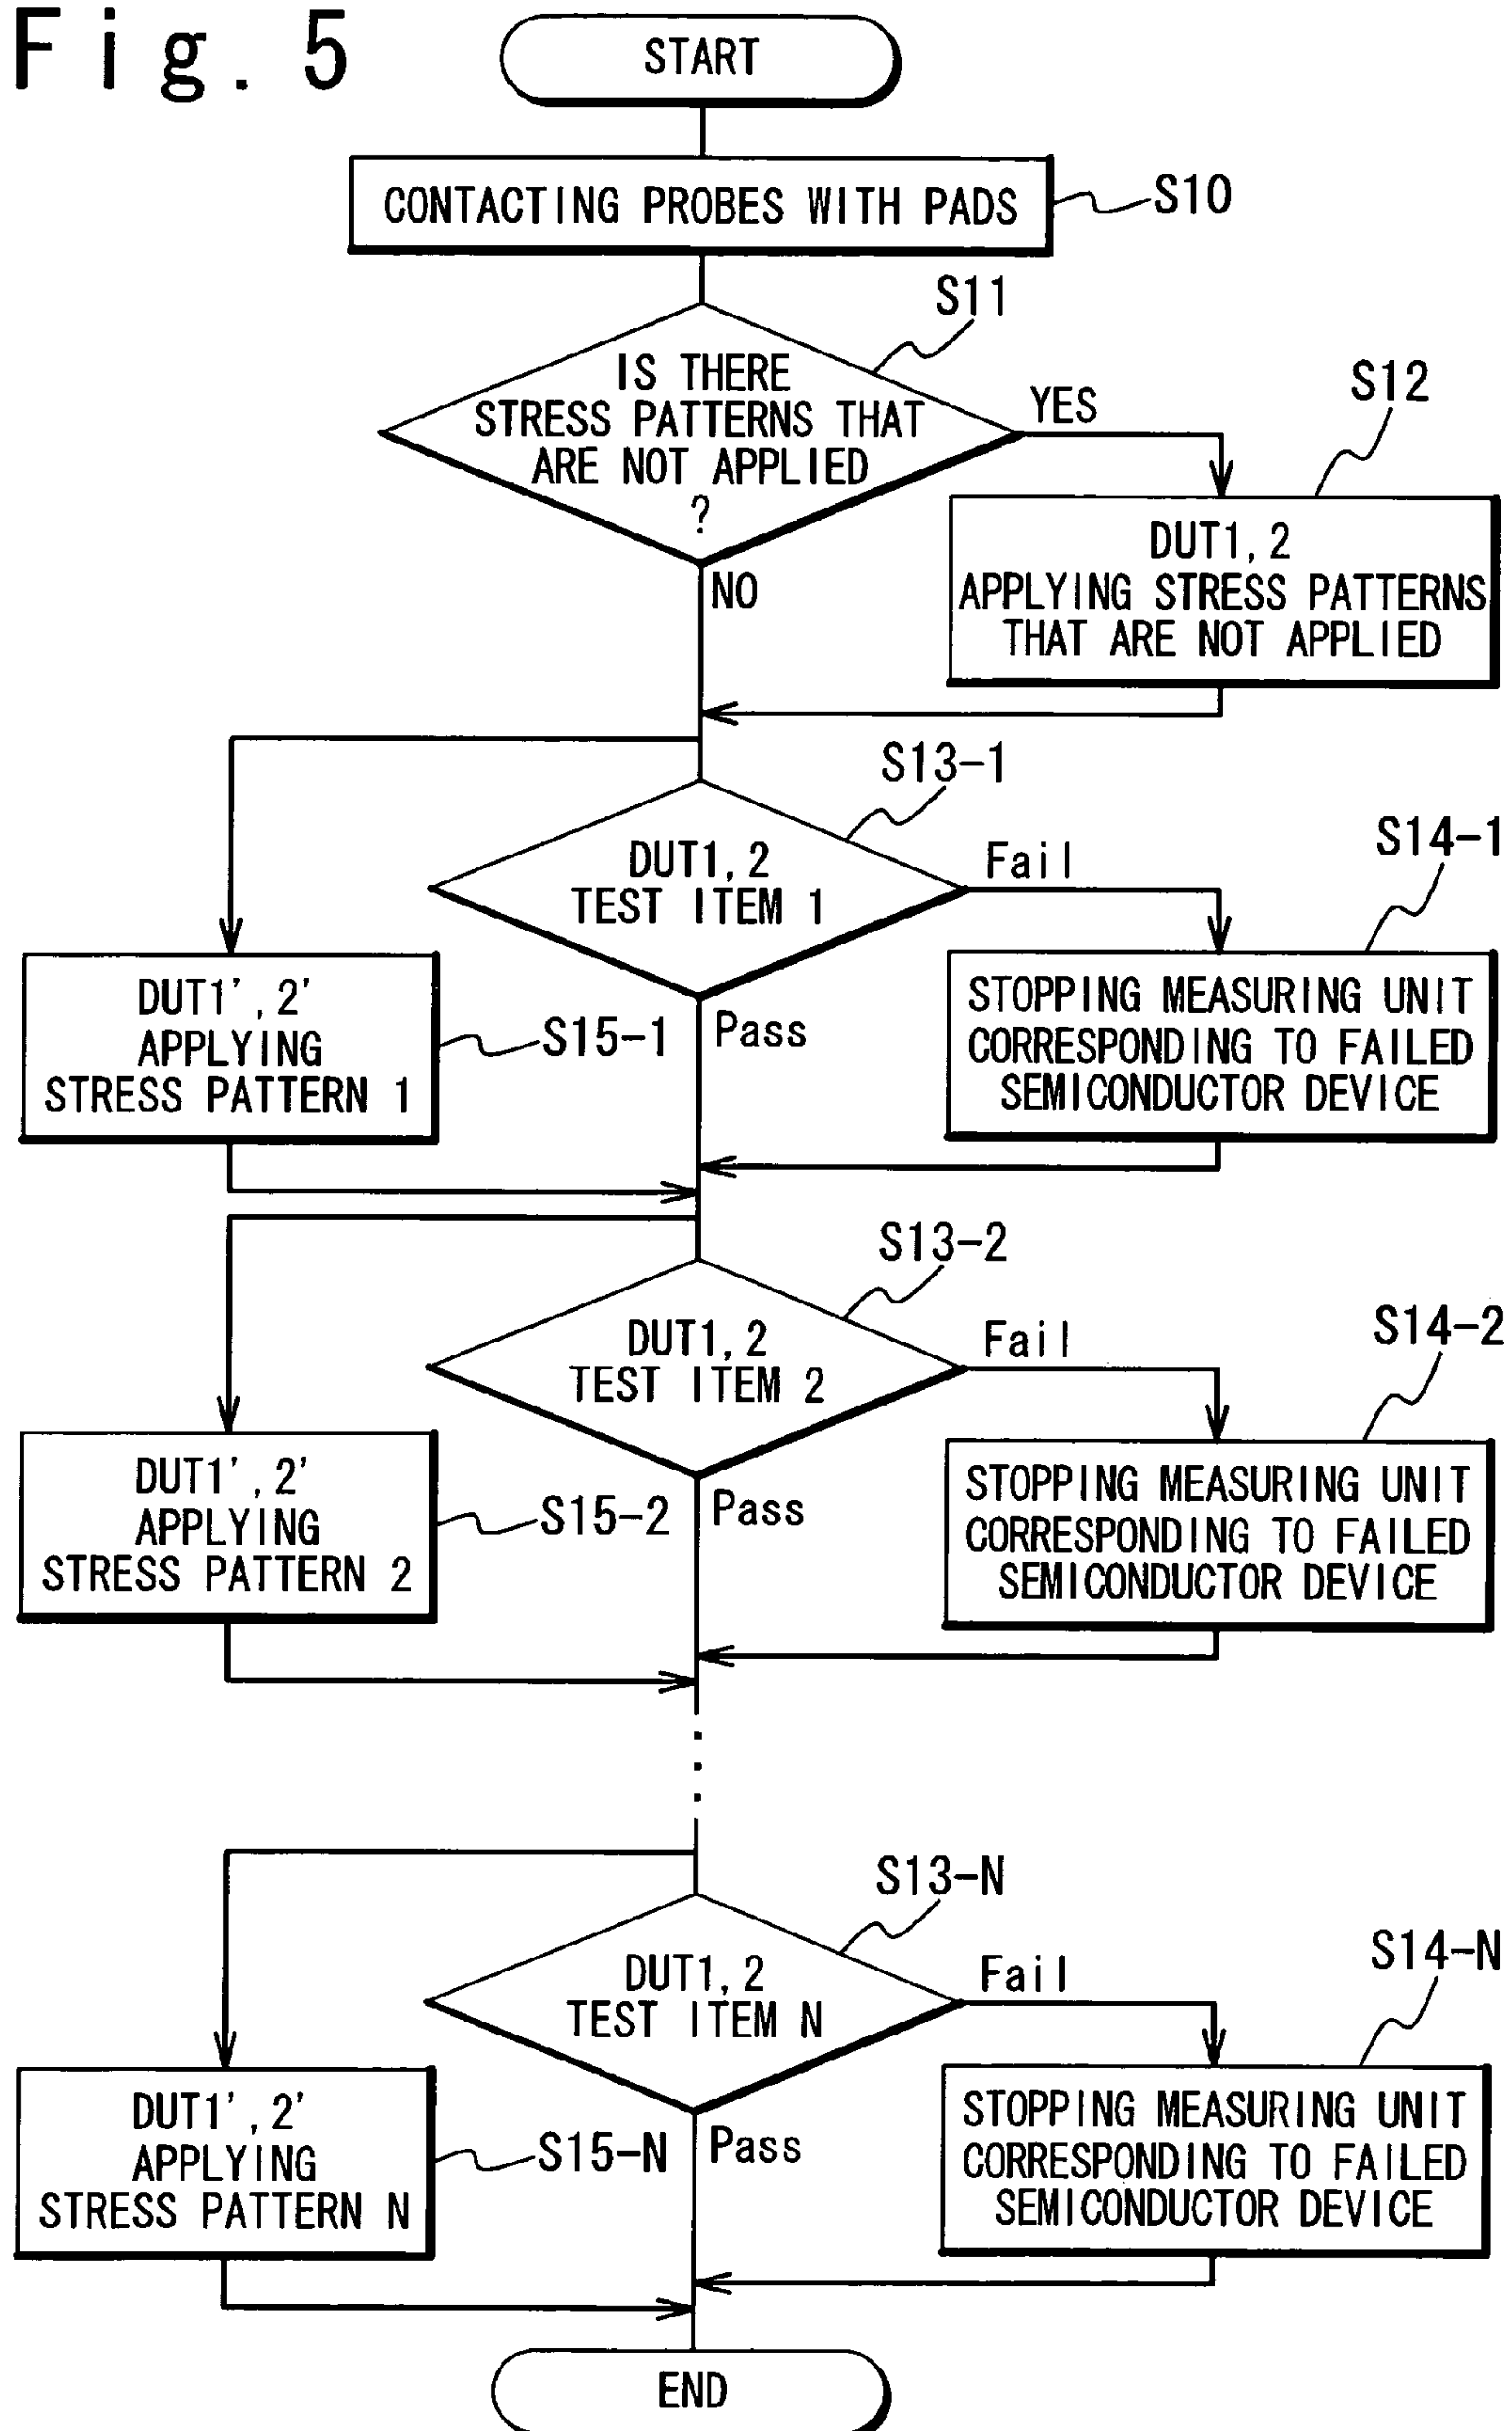 Fig. 5
START
CONTACTING PROBES WITH PADS
S10
S11
IS THERE
STRESS PATTERNS THAT
ARE NOT APPLIED
?
YES
NO
S12
DUT1, 2
APPLYING STRESS PATTERNS
THAT ARE NOT APPLIED
S13-1
DUT1, 2
TEST ITEM 1
Fail
Pass
S14-1
STOPPING MEASURING UNIT
CORRESPONDING TO FAILED
SEMICONDUCTOR DEVICE
DUT1', 2'
APPLYING
STRESS PATTERN 1
S15-1
S13-2
DUT1, 2
TEST ITEM 2
Fail
Pass
S14-2
STOPPING MEASURING UNIT
CORRESPONDING TO FAILED
SEMICONDUCTOR DEVICE
DUT1', 2'
APPLYING
STRESS PATTERN 2
S15-2
S13-N
DUT1, 2
TEST ITEM N
Fail
Pass
S14-N
STOPPING MEASURING UNIT
CORRESPONDING TO FAILED
SEMICONDUCTOR DEVICE
DUT1', 2'
APPLYING
STRESS PATTERN N
S15-N
END